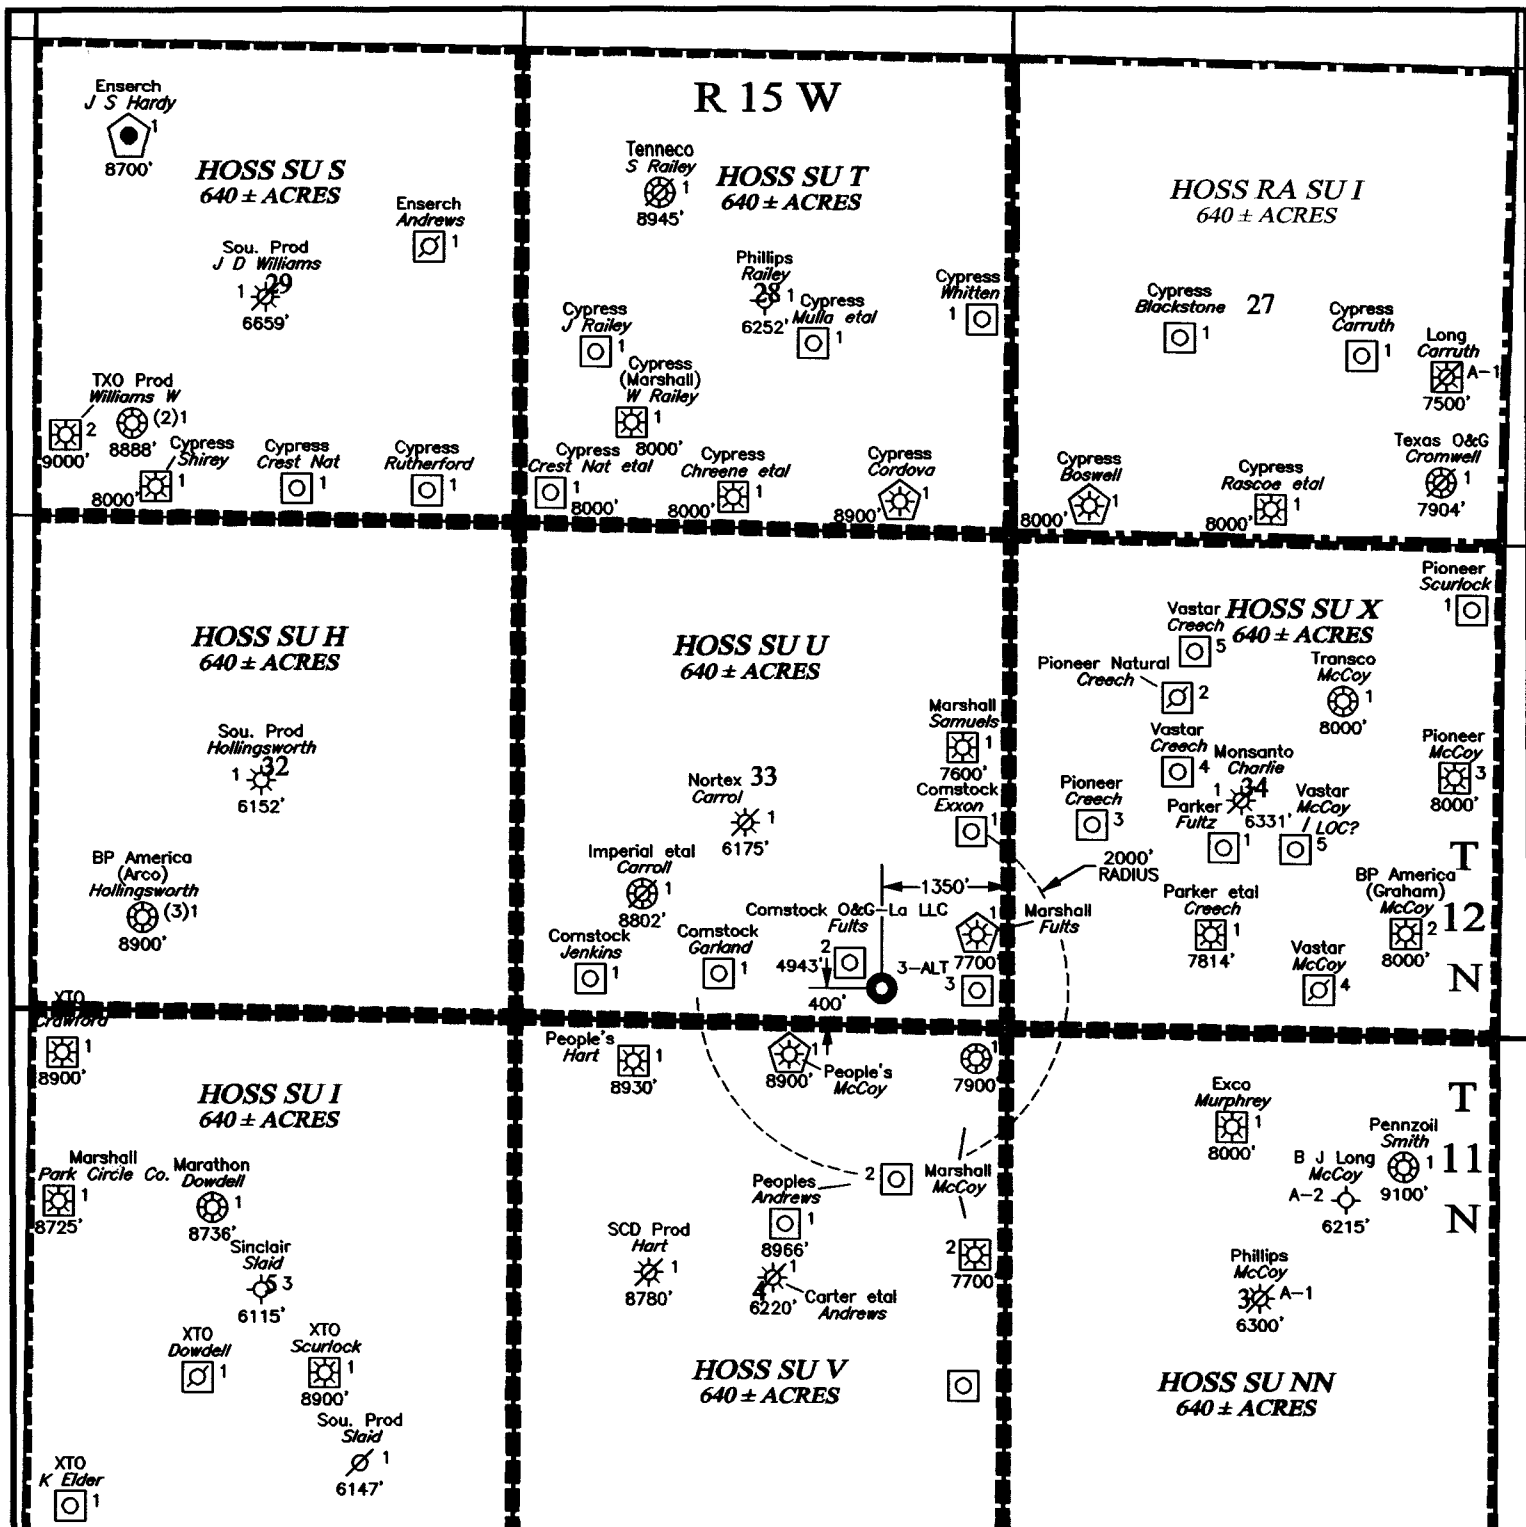 R 15 W
Enserch
J S Hardy
1
8700'
HOSS SU S
640 ± ACRES
Enserch
Andrews
1
Sou. Prod
J D Williams
1 29
6659'
TXO Prod
Williams W
2
9000'
(2)1
8888'
Cypress
Shirey
1
8000'
Cypress
Crest Nat
1
Cypress
Rutherford
1
Tenneco
S Railey
1
8945'
HOSS SU T
640 ± ACRES
Phillips
Railey
28 1
6252'
Cypress
Mulla etal
1
Cypress
Whitten
1
Cypress
J Railey
1
Cypress
(Marshall)
W Railey
1
8000'
Cypress
Crest Nat etal
1
8000'
Cypress
Chreene etal
1
8000'
Cypress
Cordova
1
8900'
HOSS RA SU I
640 ± ACRES
Cypress
Blackstone
1
27
Cypress
Carruth
1
Long
Carruth
A-1
7500'
Texas O&G
Cromwell
1
7904'
Cypress
Boswell
1
8000'
Cypress
Rascoe etal
1
8000'
HOSS SU H
640 ± ACRES
Sou. Prod
Hollingsworth
1 32
6152'
BP America
(Arco)
Hollingsworth
(3)1
8900'
HOSS SU U
640 ± ACRES
Marshall
Samuels
1
7600'
Comstock
Exxon
1
Nortex
Carrol
33
1
6175'
Imperial etal
Carroll
1
8802'
Comstock
Jenkins
1
Comstock
Garland
1
Comstock O&G-La LLC
Fults
2
1350'
4943'
400'
3-ALT
3
1
7700'
Marshall
Fults
2000'
RADIUS
Pioneer
Scurlock
1
HOSS SU X
640 ± ACRES
Vastar
Creech
5
Pioneer Natural
Creech
2
Transco
McCoy
1
8000'
Vastar
Creech
4
Monsanto
Charlie
1 34
6331'
Pioneer
McCoy
3
8000'
Pioneer
Creech
3
Parker
Fultz
1
Vastar
McCoy
LOC?
5
Parker etal
Creech
1
7814'
BP America
(Graham)
McCoy
2
8000'
Vastar
McCoy
4
T
12
N
XTO
Crawford
1
8900'
HOSS SU I
640 ± ACRES
Marshall
Park Circle Co.
1
8725'
Marathon
Dowdell
1
8736'
Sinclair
Slaid
5 3
6115'
XTO
Dowdell
1
XTO
Scurlock
1
8900'
Sou. Prod
Slaid
1
6147'
XTO
K Elder
1
People's
Hart
1
8930'
1
8900'
People's
McCoy
7900'
2
Peoples
Andrews
1
8966'
Marshall
McCoy
SCD Prod
Hart
1
8780'
1
4
6220'
Carter etal
Andrews
2
7700'
HOSS SU V
640 ± ACRES
Exco
Murphrey
1
8000'
Pennzoil
Smith
1
9100'
B J Long
McCoy
A-2
6215'
Phillips
McCoy
3 A-1
6300'
HOSS SU NN
640 ± ACRES
T
11
N